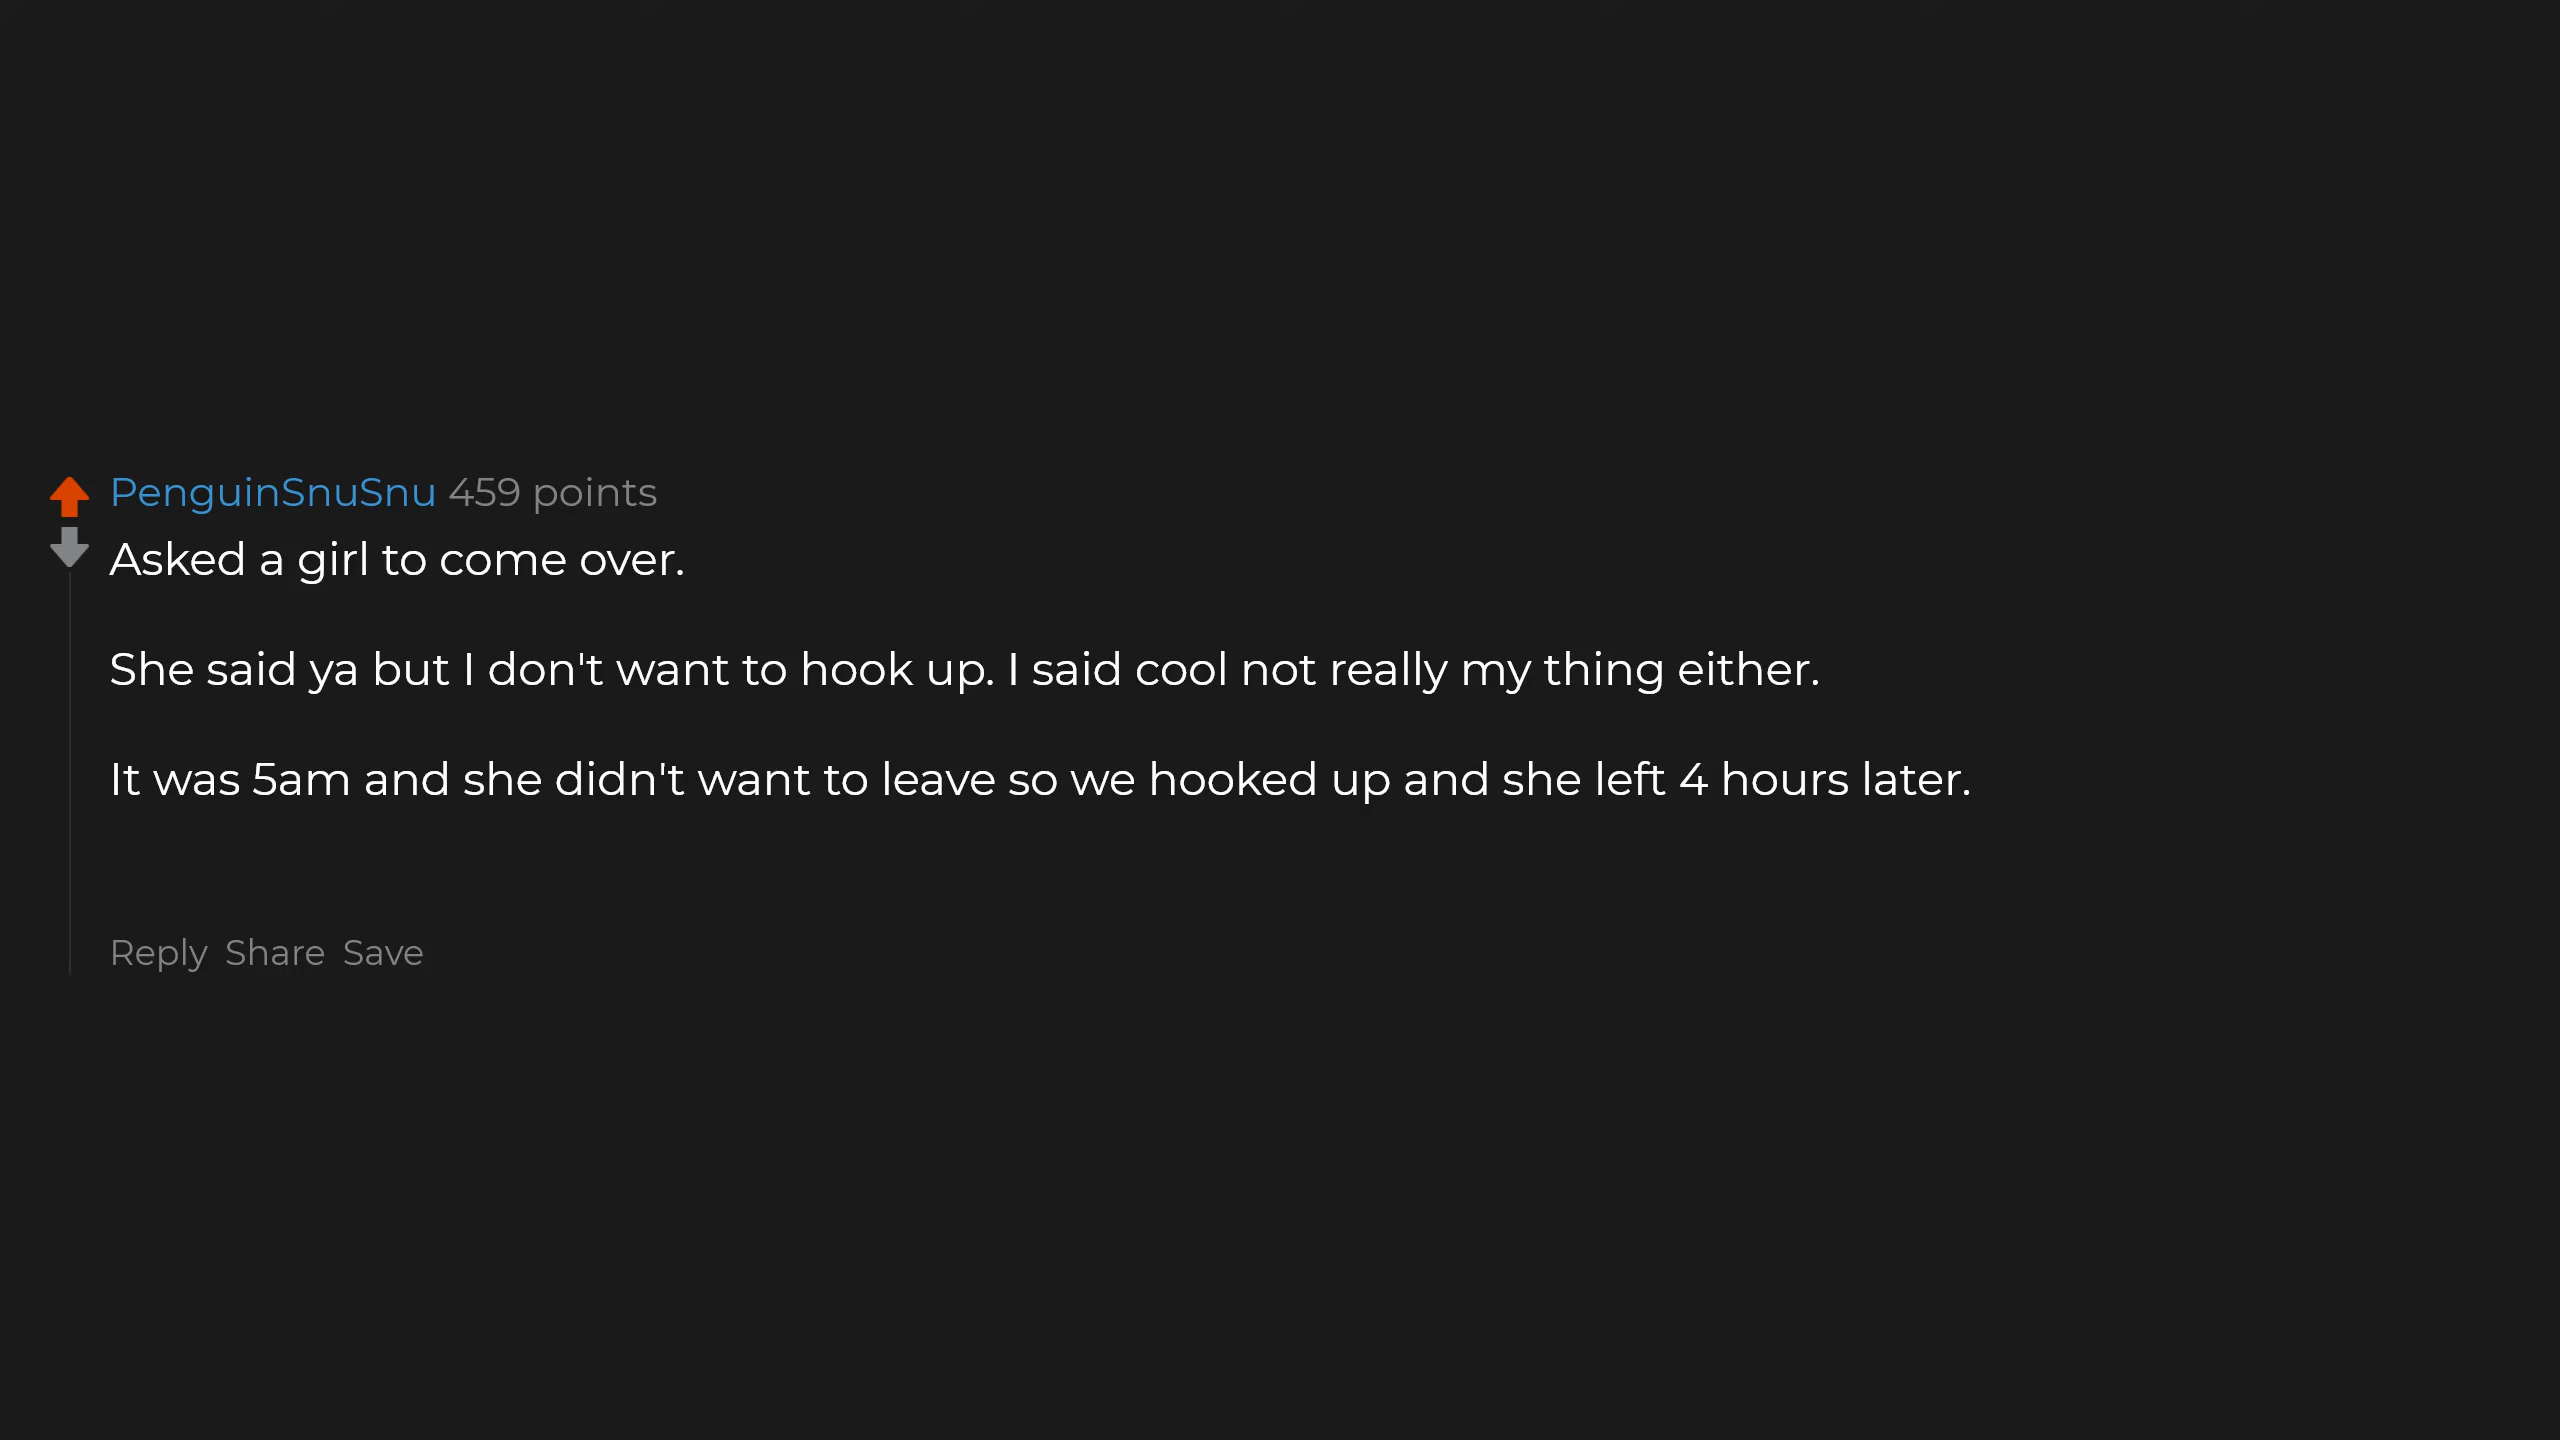 PenguinSnuSnu 459 points
Asked a girl to come over.
She said ya but I don't want to hook up. I said cool not really my thing either.
It was 5am and she didn't want to leave so we hooked up and she left 4 hours later.
Reply Share Save